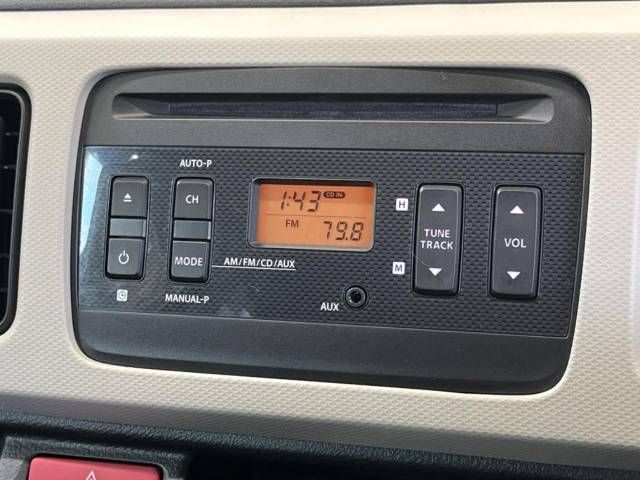 AUTO-P
CH
MODE
MANUAL-P
AM/FM/CD/AUX
1:43 CD IN
FM 79.8
AUX
H
M
TUNE
TRACK
VOL
C